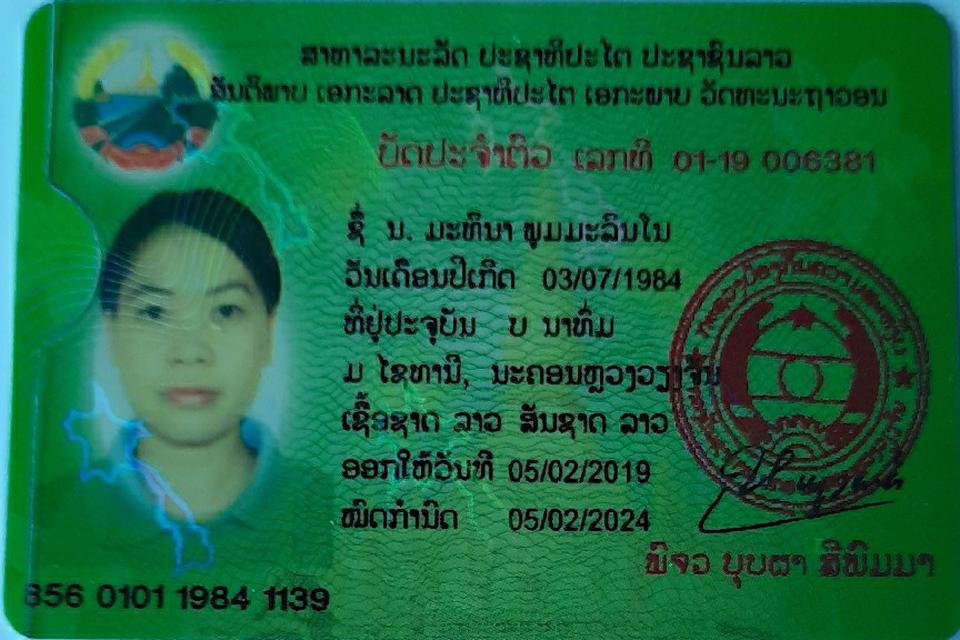 ສາທາລະນະລັດ ປະຊາທິປະໄຕ ປະຊາຊົນລາວ
ສັນຕິພາບ ເອກະລາດ ປະຊາທິປະໄຕ ເອກະພາບ ວັດທະນະຖາວອນ
ບັດປະຈຳຕົວ ເລກທີ 01-19 006381
ຊື່ ນ. ມະທິນາ ພູມມະລິນໂນ
ວັນເດືອນປີເກີດ 03/07/1984
ທີ່ຢູ່ປະຈຸບັນ ບ ນາທົ່ມ
ມ ໄຊທານີ, ນະຄອນຫຼວງວຽງຈັນ
ເຊື້ອຊາດ ລາວ ສັນຊາດ ລາວ
ອອກໃຫ້ວັນທີ 05/02/2019
ໝົດກຳນົດ 05/02/2024
ພົຈວ ບຸບຜາ ສີພິມມາ
856 0101 1984 1139